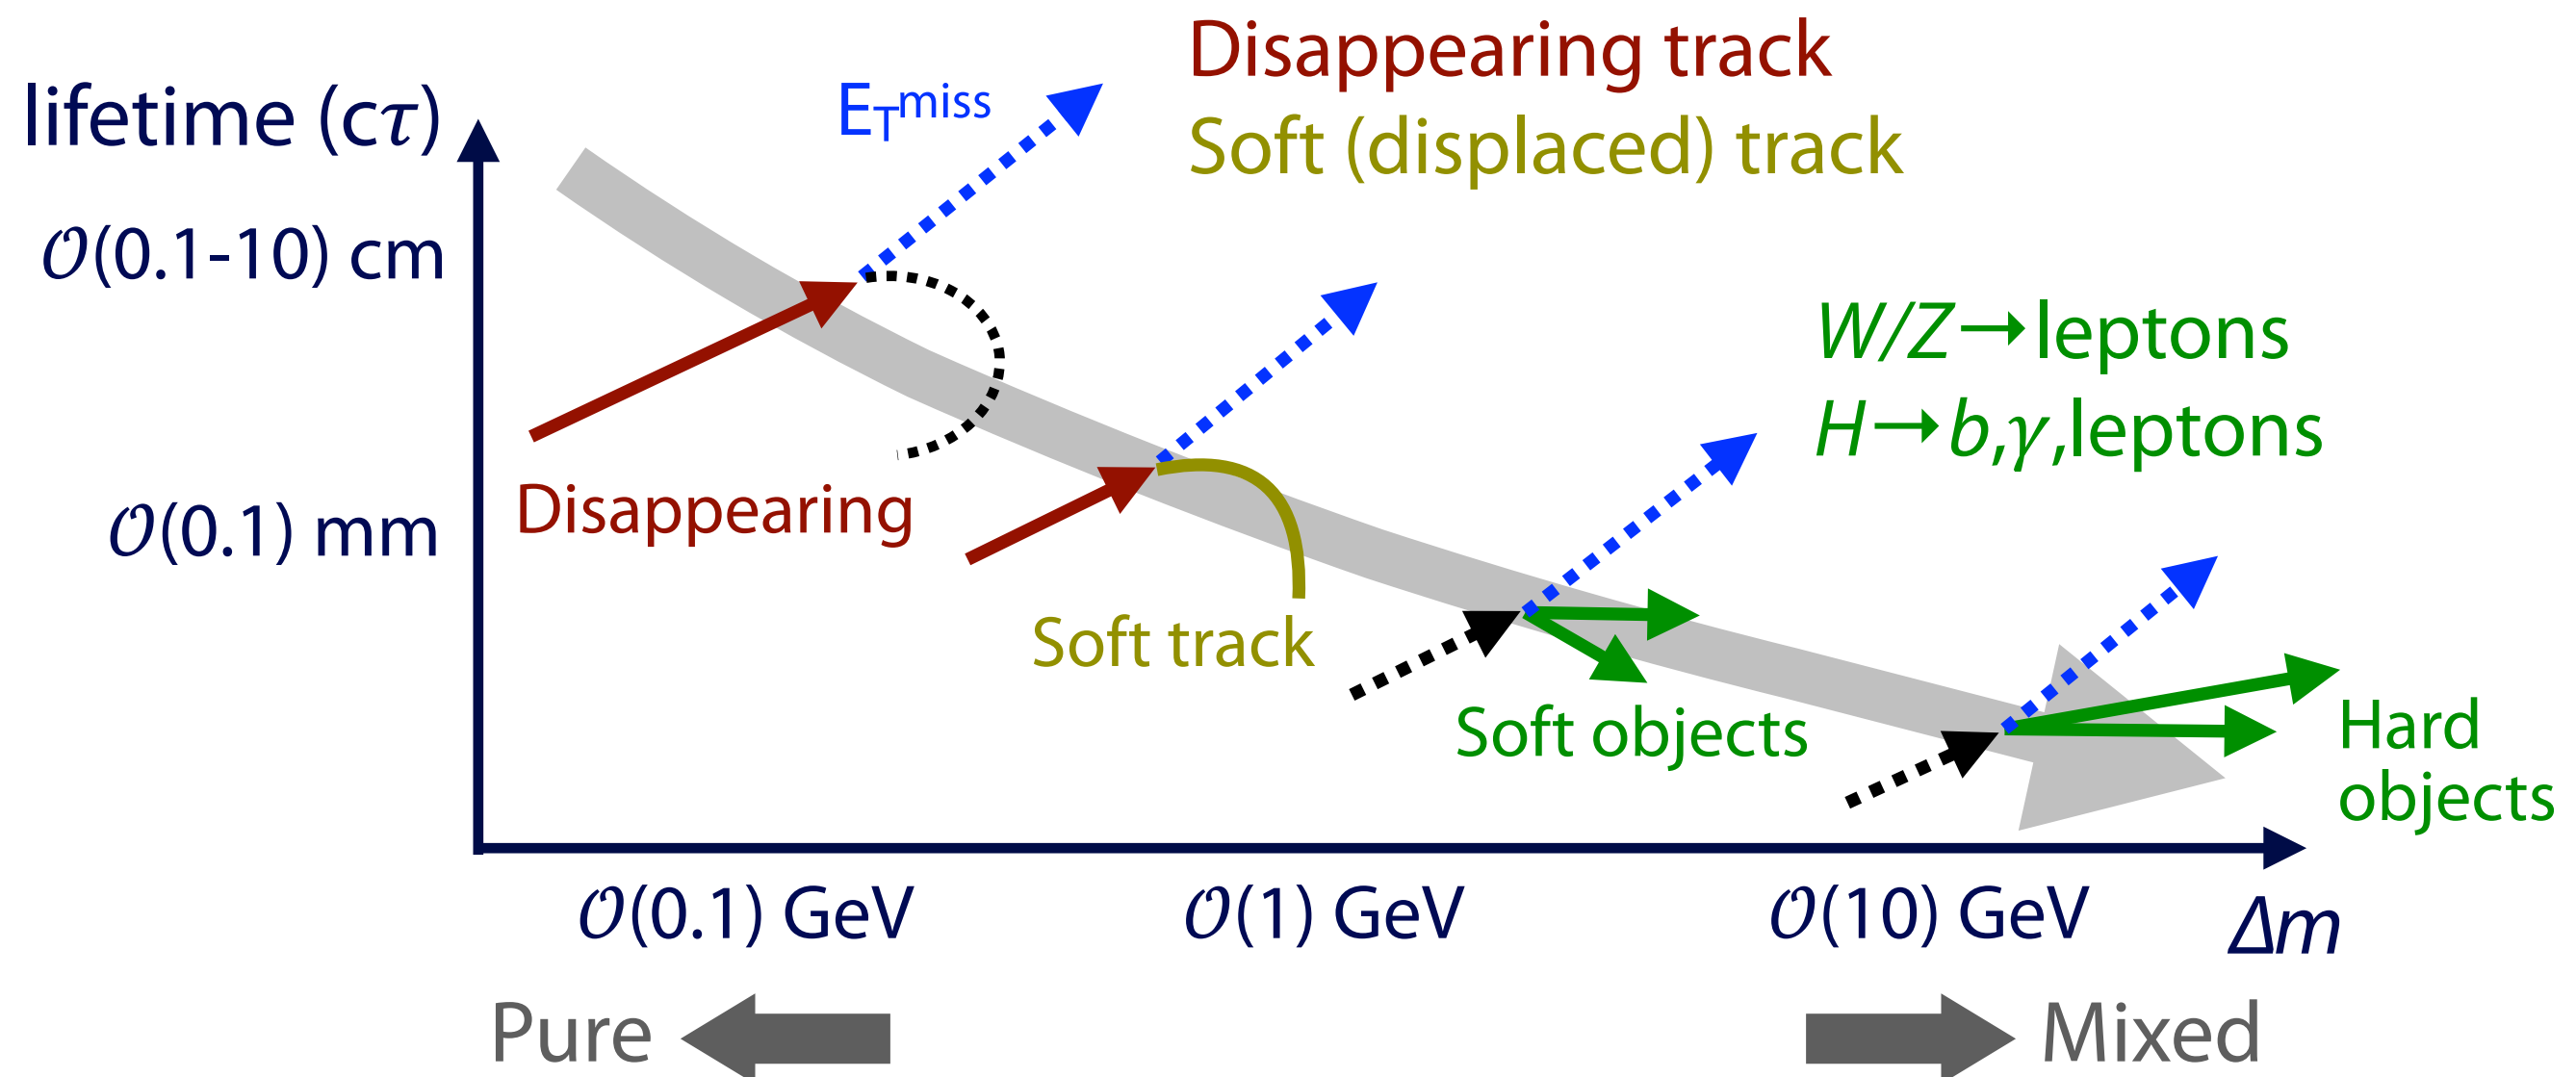 Disappearing track
Soft (displaced) track
lifetime (cτ)
E_T^miss
𝒪(0.1-10) cm
W/Z→leptons
H→b,γ,leptons
Disappearing
𝒪(0.1) mm
Soft track
Soft objects
Hard
objects
𝒪(0.1) GeV
𝒪(1) GeV
𝒪(10) GeV
Δm
Pure
Mixed